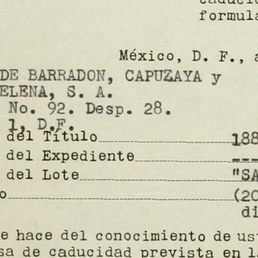 formula
México, D. F., a
DE BARRADON, CAPUZAYA y
ELENA, S. A.
No. 92. Desp. 28.
1, D.F.
del Título 188
del Expediente ---
del Lote "SA
o (20
di
e hace del conocimiento de us
sa de caducidad prevista en la